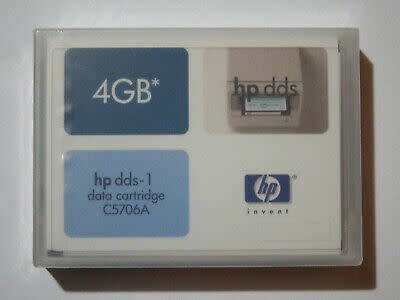 4GB*
hp dds
hp dds-1
data cartridge
C5706A
hp
invent